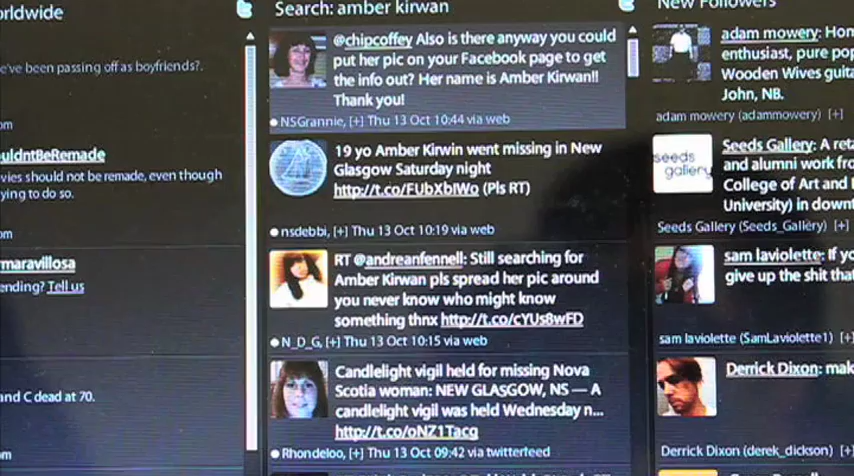 orldwide
e've been passing off as boyfriends?.
om
uldntBeRemade
vies should not be remade, even though
ying to do so.
om
maravillosa
ending? Tell us
and C dead at 70.
om
Search: amber kirwan
@chipcoffey Also is there anyway you could
put her pic on your Facebook page to get
the info out? Her name is Amber Kirwan!!
Thank you!
NSGrannie, [+] Thu 13 Oct 10:44 via web
19 yo Amber Kirwin went missing in New
Glasgow Saturday night
http://t.co/FUbXbIWo (Pls RT)
nsdebbi, [+] Thu 13 Oct 10:19 via web
RT @andreanfennell: Still searching for
Amber Kirwan pls spread her pic around
you never know who might know
something thnx http://t.co/cYUs8wFD
N_D_G, [+] Thu 13 Oct 10:15 via web
Candlelight vigil held for missing Nova
Scotia woman: NEW GLASGOW, NS — A
candlelight vigil was held Wednesday n...
http://t.co/oNZ1Tacg
Rhondeloo, [+] Thu 13 Oct 09:42 via twitterfeed
New Followers
adam mowery: Hom
enthusiast, pure pop
Wooden Wives guita
John, NB.
adam mowery (adammowery) [+]
seeds
gallery
Seeds Gallery: A reta
and alumni work fro
College of Art and D
University) in downt
Seeds Gallery (Seeds_Gallery) [+]
sam laviolette: If yo
give up the shit that
sam laviolette (SamLaviolette1) [+]
Derrick Dixon: mak
Derrick Dixon (derek_dickson) [+]